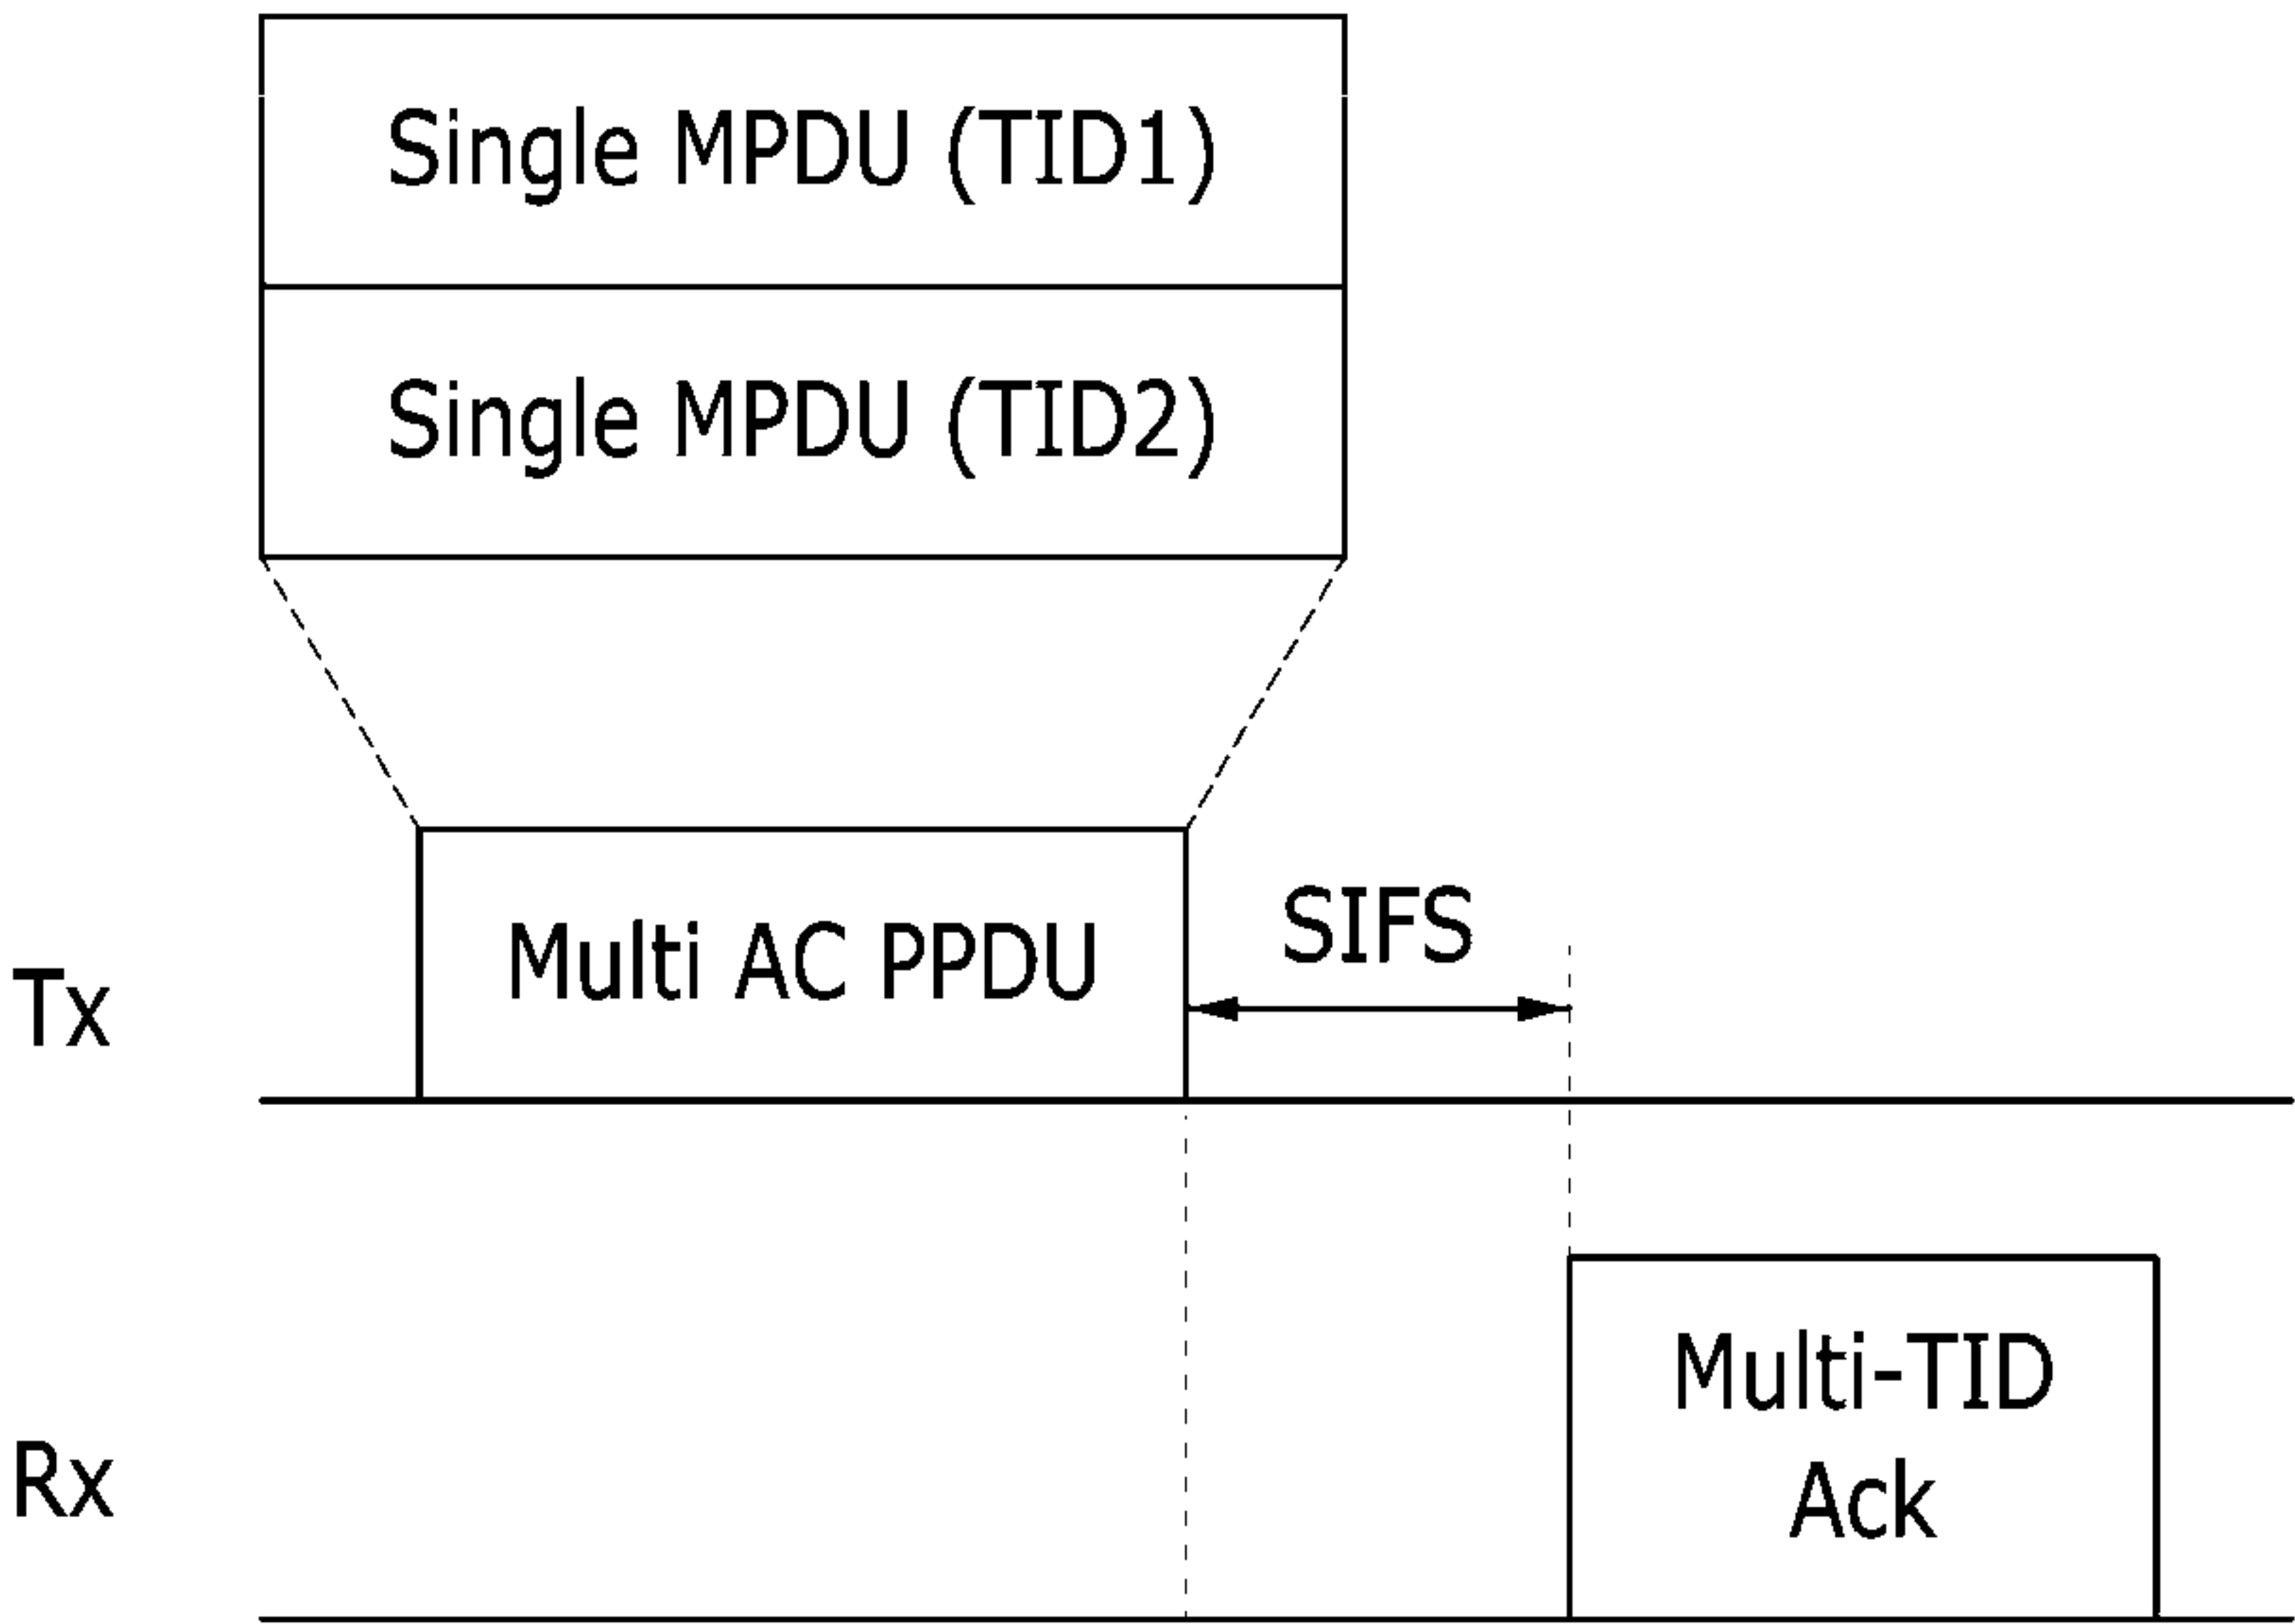 Single MPDU (TID1)
Single MPDU (TID2)
Multi AC PPDU
SIFS
Tx
Multi-TID
Ack
Rx